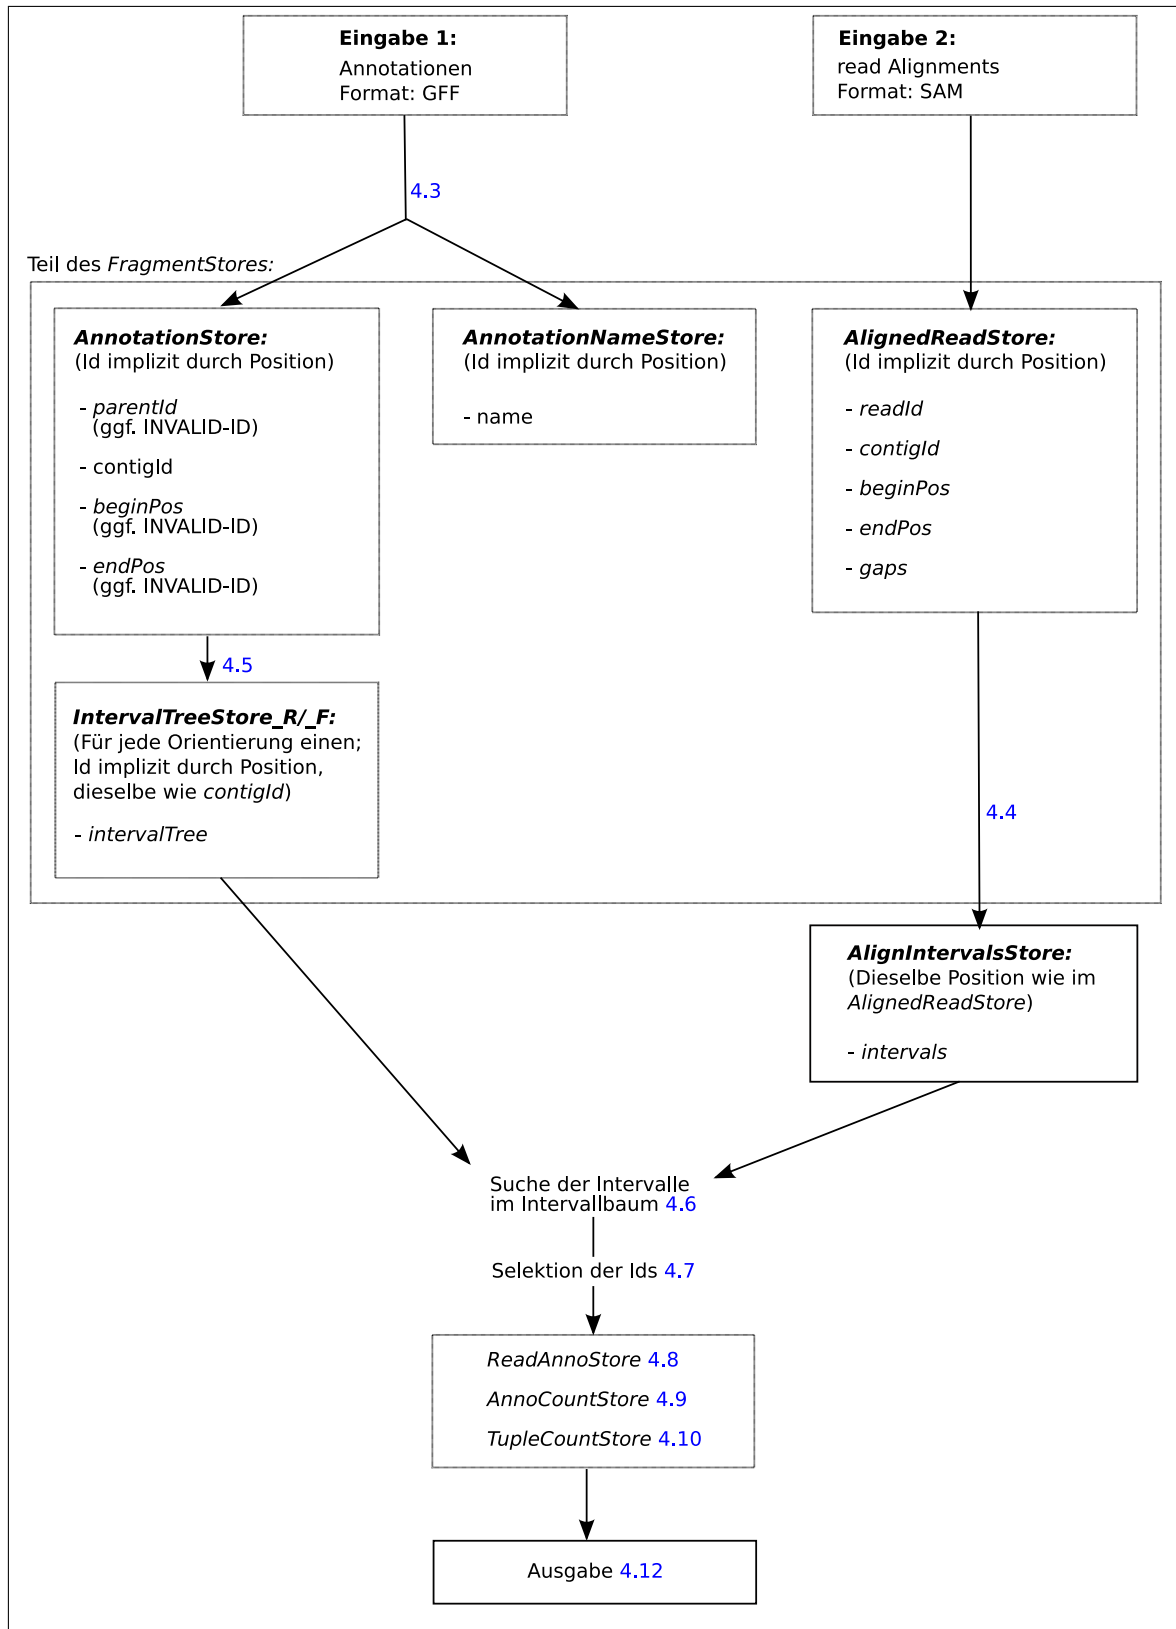 Eingabe 1:
Annotationen
Format: GFF
Eingabe 2:
read Alignments
Format: SAM
4.3
Teil des FragmentStores:
AnnotationStore:
(Id implizit durch Position)
- parentId
(ggf. INVALID-ID)
- contigId
- beginPos
(ggf. INVALID-ID)
- endPos
(ggf. INVALID-ID)
AnnotationNameStore:
(Id implizit durch Position)
- name
AlignedReadStore:
(Id implizit durch Position)
- readId
- contigId
- beginPos
- endPos
- gaps
4.5
IntervalTreeStore_R/_F:
(Für jede Orientierung einen;
Id implizit durch Position,
dieselbe wie contigId)
- intervalTree
4.4
AlignIntervalsStore:
(Dieselbe Position wie im
AlignedReadStore)
- intervals
Suche der Intervalle
im Intervallbaum 4.6
Selektion der Ids 4.7
ReadAnnoStore 4.8
AnnoCountStore 4.9
TupleCountStore 4.10
Ausgabe 4.12